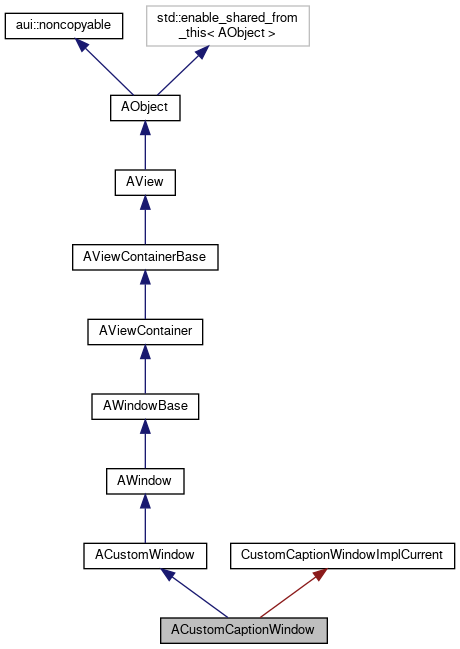 aui::noncopyable
std::enable_shared_from
_this< AObject >
AObject
AView
AViewContainerBase
AViewContainer
AWindowBase
AWindow
ACustomWindow
CustomCaptionWindowImplCurrent
ACustomCaptionWindow